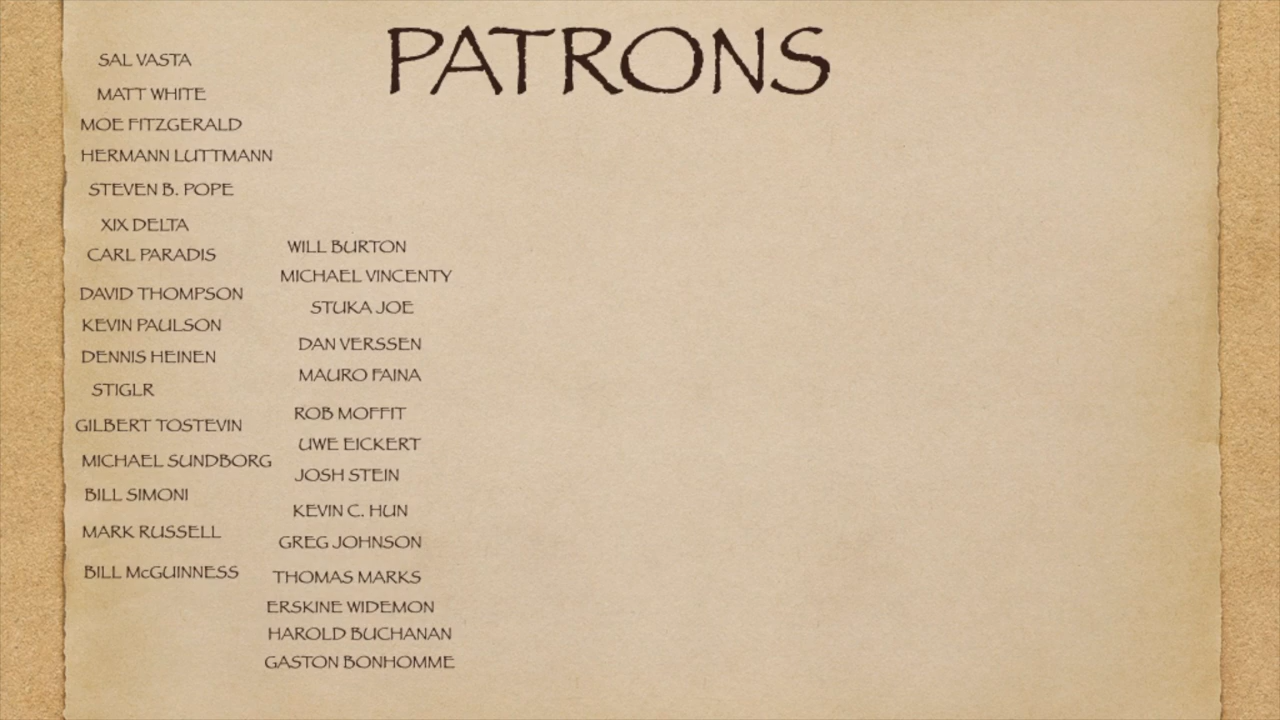 PATRONS
SAL VASTA
MATT WHITE
MOE FITZGERALD
HERMANN LUTTMANN
STEVEN B. POPE
XIX DELTA
CARL PARADIS
DAVID THOMPSON
KEVIN PAULSON
DENNIS HEINEN
STIGLR
GILBERT TOSTEVIN
MICHAEL SUNDBORG
BILL SIMONI
MARK RUSSELL
BILL McGUINNESS
WILL BURTON
MICHAEL VINCENTY
STUKA JOE
DAN VERSSEN
MAURO FAINA
ROB MOFFIT
UWE EICKERT
JOSH STEIN
KEVIN C. HUN
GREG JOHNSON
THOMAS MARKS
ERSKINE WIDEMON
HAROLD BUCHANAN
GASTON BONHOMME